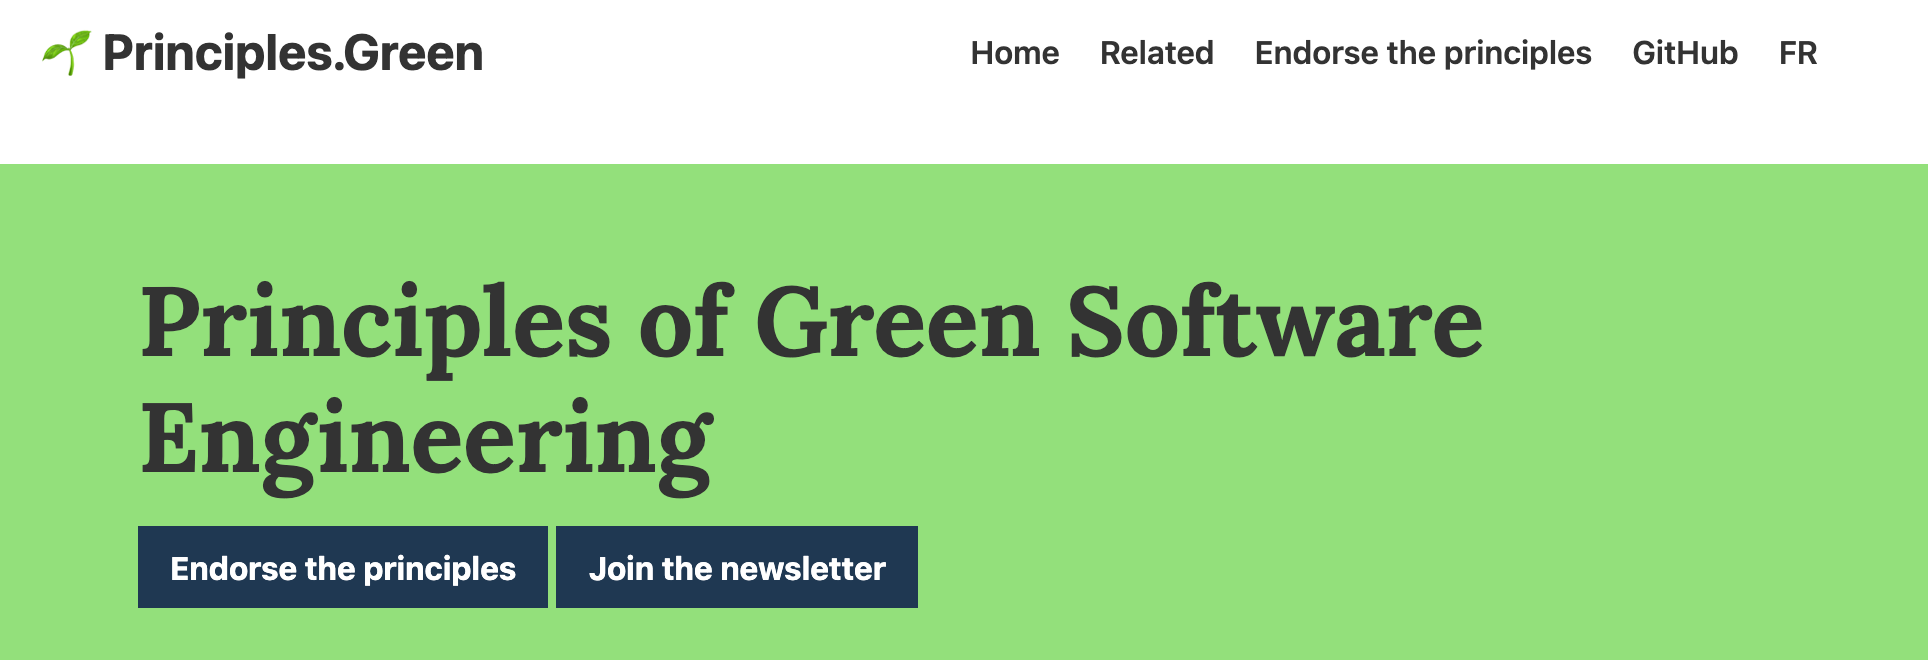 Principles.Green
Home Related Endorse the principles GitHub FR
Principles of Green Software
Engineering
Endorse the principles
Join the newsletter